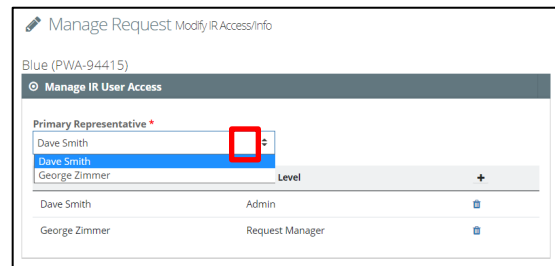 Manage Request Modify IR Access/Info
Blue (PWA-94415)
Manage IR User Access
Primary Representative *
Dave Smith
Dave Smith
George Zimmer
Level +
Dave Smith Admin
George Zimmer Request Manager